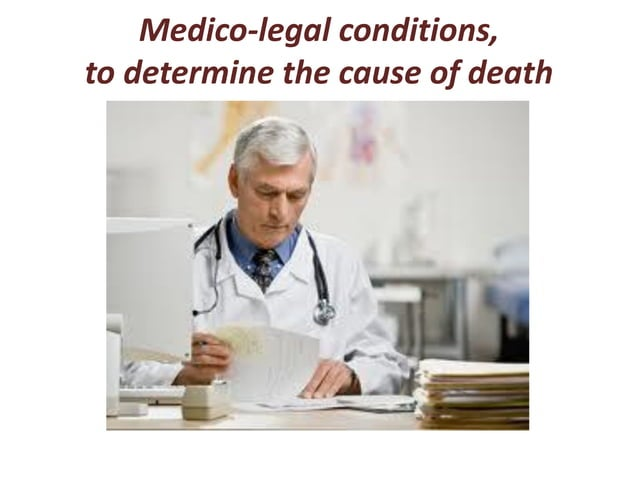 Medico-legal conditions,
to determine the cause of death